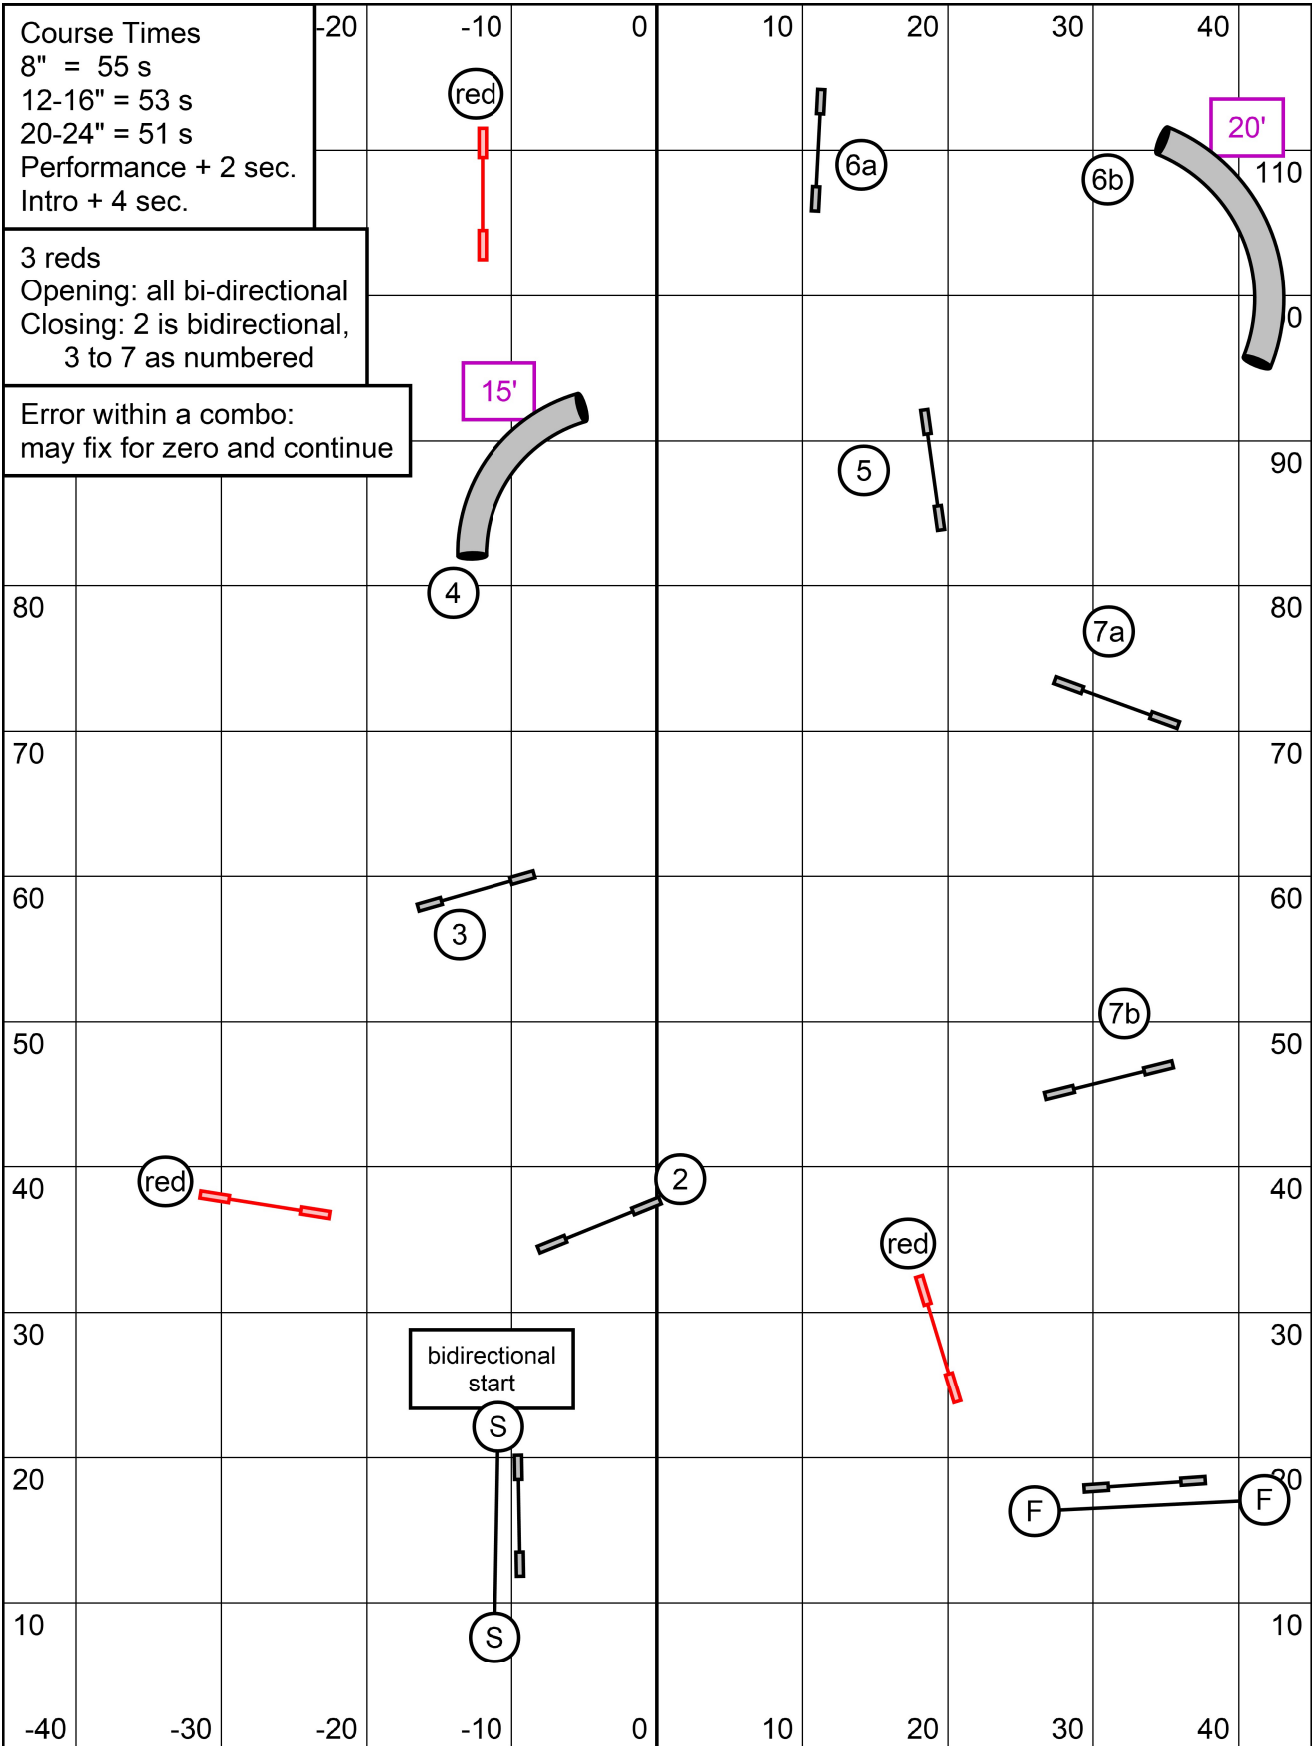 Course Times
8" = 55 s
12-16" = 53 s
20-24" = 51 s
Performance + 2 sec.
Intro + 4 sec.
-20 -10 0 10 20 30 40
red
20'
6a
6b
110
3 reds
Opening: all bi-directional
Closing: 2 is bidirectional,
3 to 7 as numbered
0
15'
Error within a combo:
may fix for zero and continue
5
90
4
80 80
7a
70 70
60 60
3
7b
50 50
red
2
40 40
red
30 30
bidirectional
start
S
20 20
F F
10 10
S
-40 -30 -20 -10 0 10 20 30 40